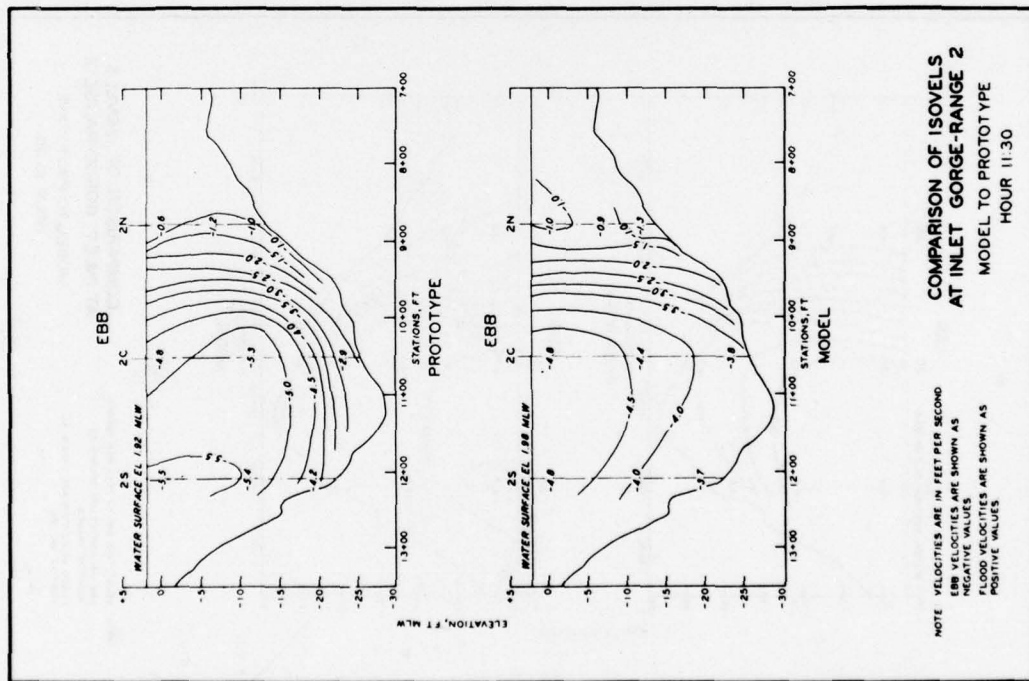 EBB
2S
2C
2N
WATER SURFACE EL 1.92 MLW
+5
0
-5
-10
-15
-20
-25
-30
-5.5
-5.5
-5.4
-4.2
-4.8
-5.3
-2.8
-5.0
-4.5
-4.0
-3.5
-3.0
-2.5
-2.0
-1.5
-1.0
-0.6
-1.2
-1.0
13+00
12+00
11+00
10+00
9+00
8+00
7+00
STATIONS, FT
PROTOTYPE
ELEVATION, FT MLW
EBB
2S
2C
2N
WATER SURFACE EL 1.98 MLW
+5
0
-5
-10
-15
-20
-25
-30
-4.8
-4.0
-3.7
-4.8
-4.4
-3.8
-4.5
-4.0
-3.5
-3.0
-2.5
-2.0
-1.5
-1.0
-1.0
-0.9
-1.3
13+00
12+00
11+00
10+00
9+00
8+00
7+00
STATIONS, FT
MODEL
NOTE: VELOCITIES ARE IN FEET PER SECOND
EBB VELOCITIES ARE SHOWN AS
NEGATIVE VALUES
FLOOD VELOCITIES ARE SHOWN AS
POSITIVE VALUES
COMPARISON OF ISOVELS
AT INLET GORGE-RANGE 2
MODEL TO PROTOTYPE
HOUR 11:30